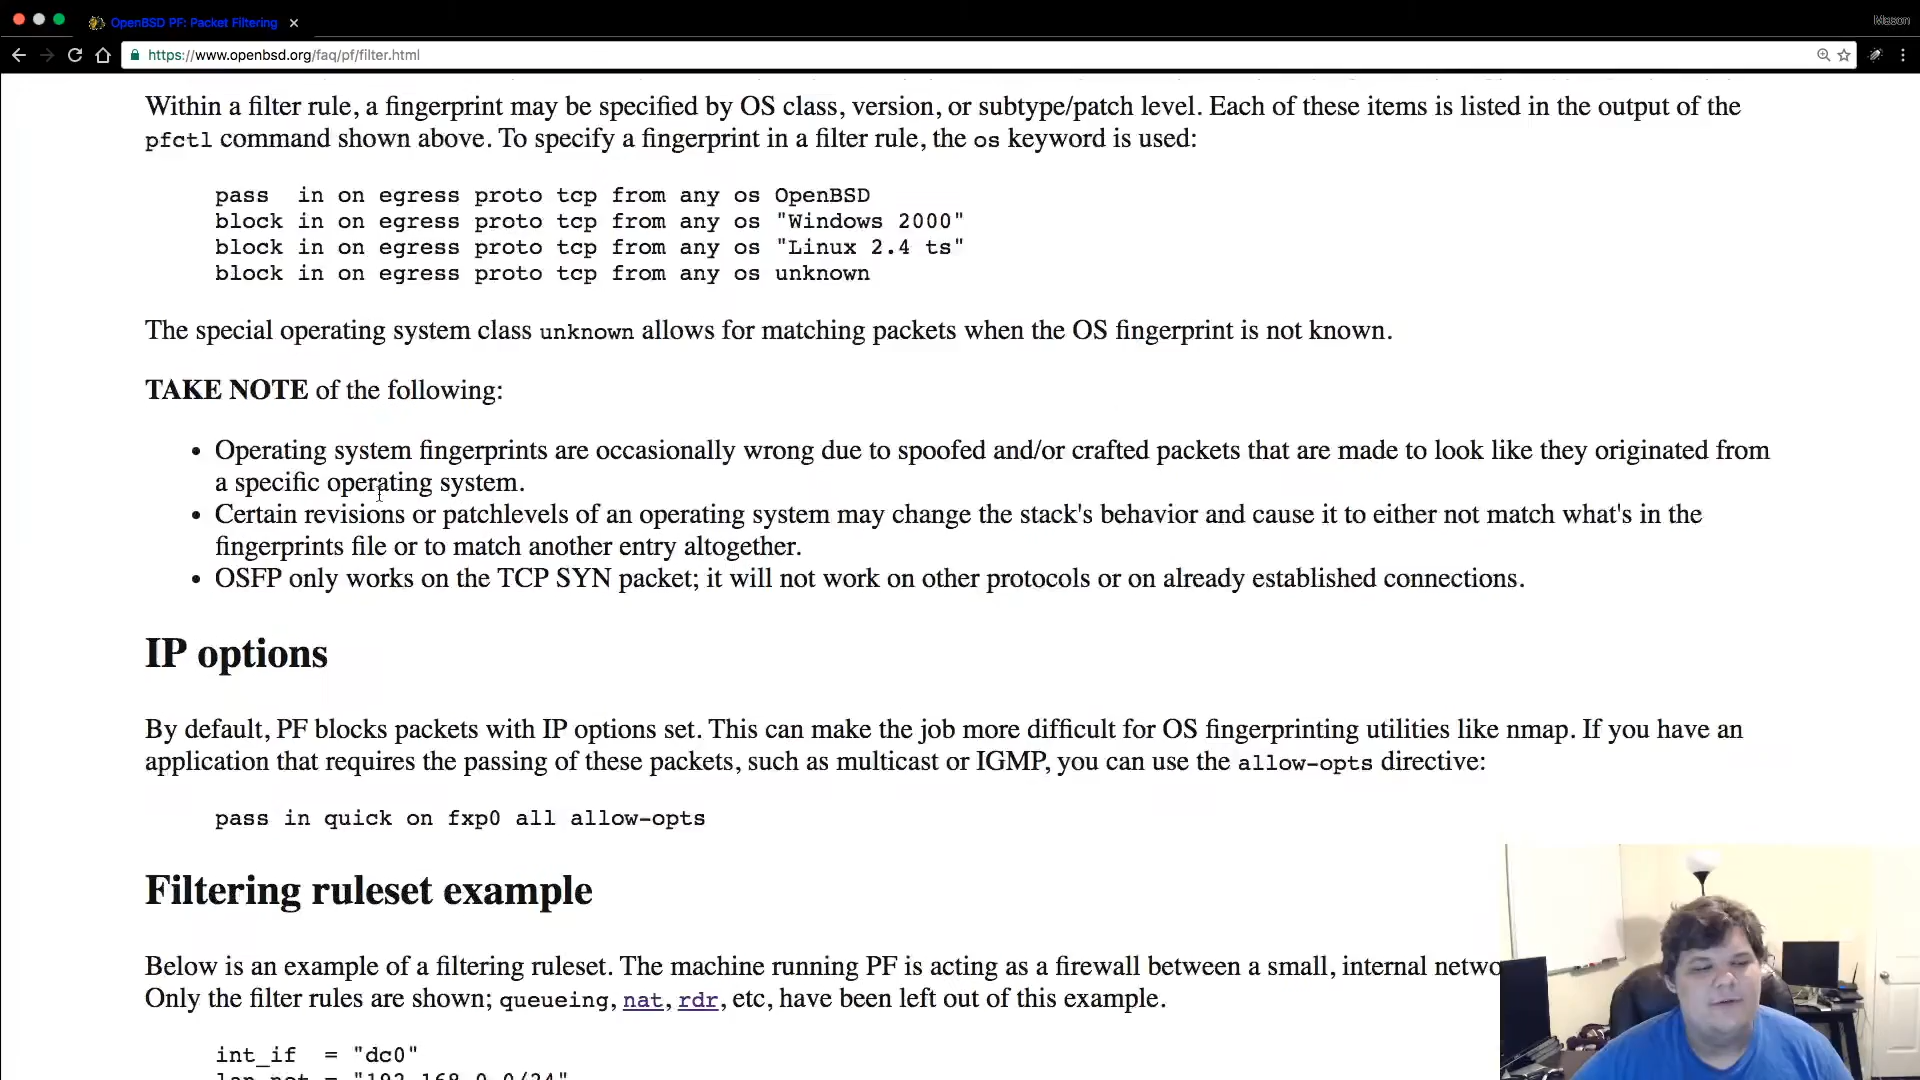 OpenBSD PF: Packet Filtering
Mason
https://www.openbsd.org/faq/pf/filter.html
Within a filter rule, a fingerprint may be specified by OS class, version, or subtype/patch level. Each of these items is listed in the output of the
pfctl command shown above. To specify a fingerprint in a filter rule, the os keyword is used:
pass  in on egress proto tcp from any os OpenBSD
block in on egress proto tcp from any os "Windows 2000"
block in on egress proto tcp from any os "Linux 2.4 ts"
block in on egress proto tcp from any os unknown
The special operating system class unknown allows for matching packets when the OS fingerprint is not known.
TAKE NOTE of the following:
• Operating system fingerprints are occasionally wrong due to spoofed and/or crafted packets that are made to look like they originated from
a specific operating system.
• Certain revisions or patchlevels of an operating system may change the stack's behavior and cause it to either not match what's in the
fingerprints file or to match another entry altogether.
• OSFP only works on the TCP SYN packet; it will not work on other protocols or on already established connections.
IP options
By default, PF blocks packets with IP options set. This can make the job more difficult for OS fingerprinting utilities like nmap. If you have an
application that requires the passing of these packets, such as multicast or IGMP, you can use the allow-opts directive:
pass in quick on fxp0 all allow-opts
Filtering ruleset example
Below is an example of a filtering ruleset. The machine running PF is acting as a firewall between a small, internal netwo
Only the filter rules are shown; queueing, nat, rdr, etc, have been left out of this example.
int_if  = "dc0"
lan_net = "192.168.0.0/24"